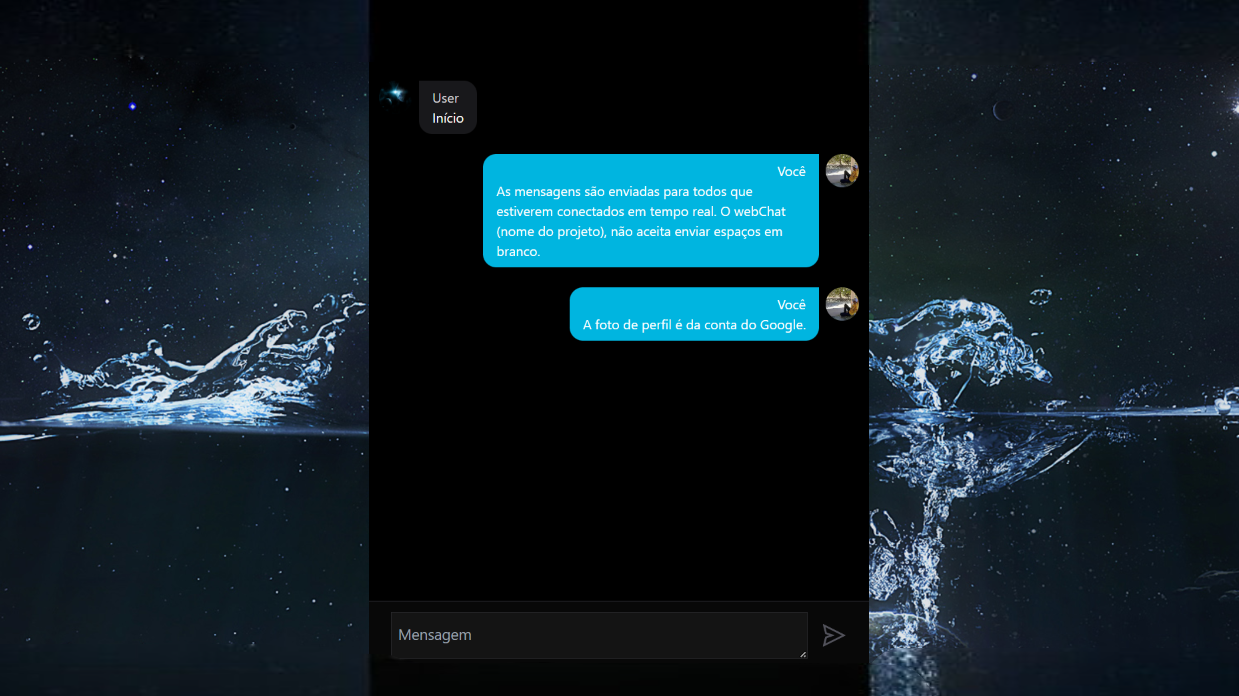 User
Início
Você
As mensagens são enviadas para todos que
estiverem conectados em tempo real. O webChat
(nome do projeto), não aceita enviar espaços em
branco.
Você
A foto de perfil é da conta do Google.
Mensagem